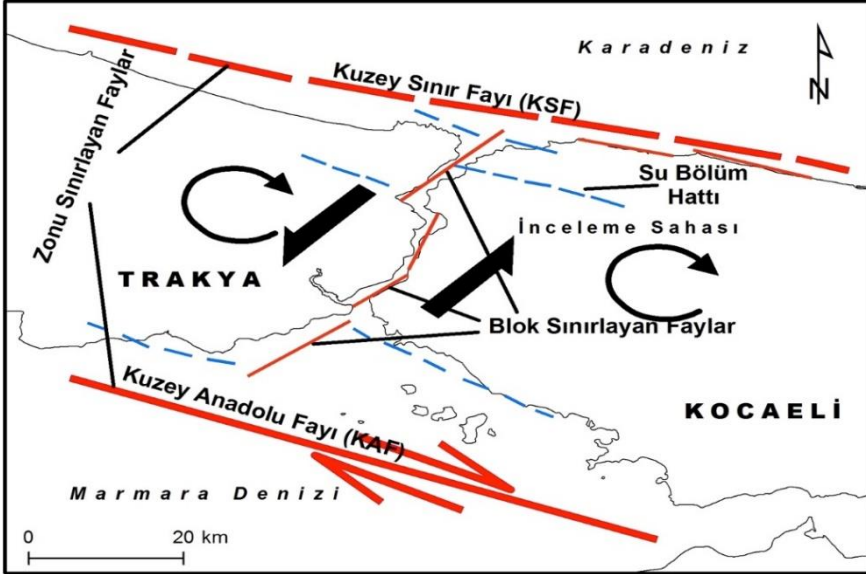 Karadeniz
N
Kuzey Sınır Fayı (KSF)
Zonu Sınırlayan Faylar
Su Bölüm
Hattı
İnceleme Sahası
TRAKYA
Blok Sınırlayan Faylar
Kuzey Anadolu Fayı (KAF)
KOCAELİ
Marmara Denizi
0 20 km